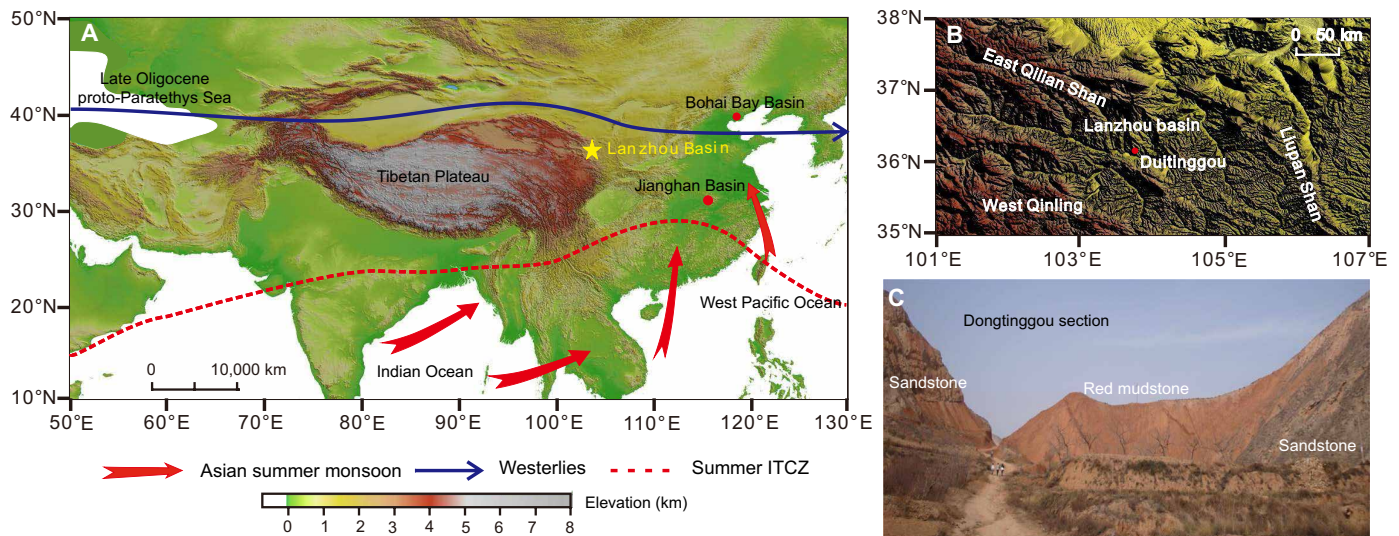 A
50°N
40°N
30°N
20°N
10°N
50°E
60°E
70°E
80°E
90°E
100°E
110°E
120°E
130°E
Late Oligocene
proto-Paratethys Sea
Bohai Bay Basin
Lanzhou Basin
Tibetan Plateau
Jianghan Basin
West Pacific Ocean
Indian Ocean
0 10,000 km
Asian summer monsoon
Westerlies
Summer ITCZ
Elevation (km)
0 1 2 3 4 5 6 7 8
B
38°N
37°N
36°N
35°N
101°E
103°E
105°E
107°E
0 50 km
East Qilian Shan
Lanzhou basin
Duitinggou
Liupan Shan
West Qinling
C
Dongtinggou section
Sandstone
Red mudstone
Sandstone